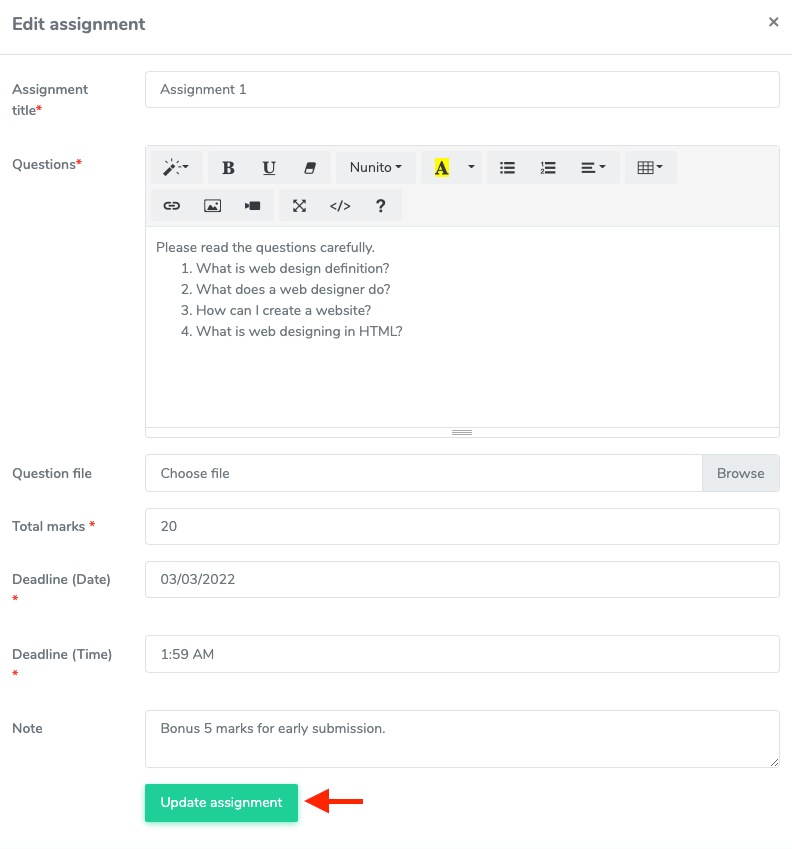 Edit assignment ×
Assignment title* Assignment 1
Questions*
B U Nunito A
</> ?
Please read the questions carefully.
1. What is web design definition?
2. What does a web designer do?
3. How can I create a website?
4. What is web designing in HTML?
Question file Choose file Browse
Total marks * 20
Deadline (Date) * 03/03/2022
Deadline (Time) * 1:59 AM
Note Bonus 5 marks for early submission.
Update assignment